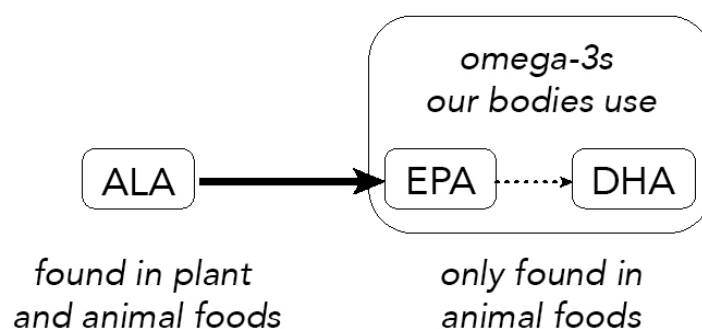 omega-3s
our bodies use
ALA
EPA
DHA
found in plant
and animal foods
only found in
animal foods